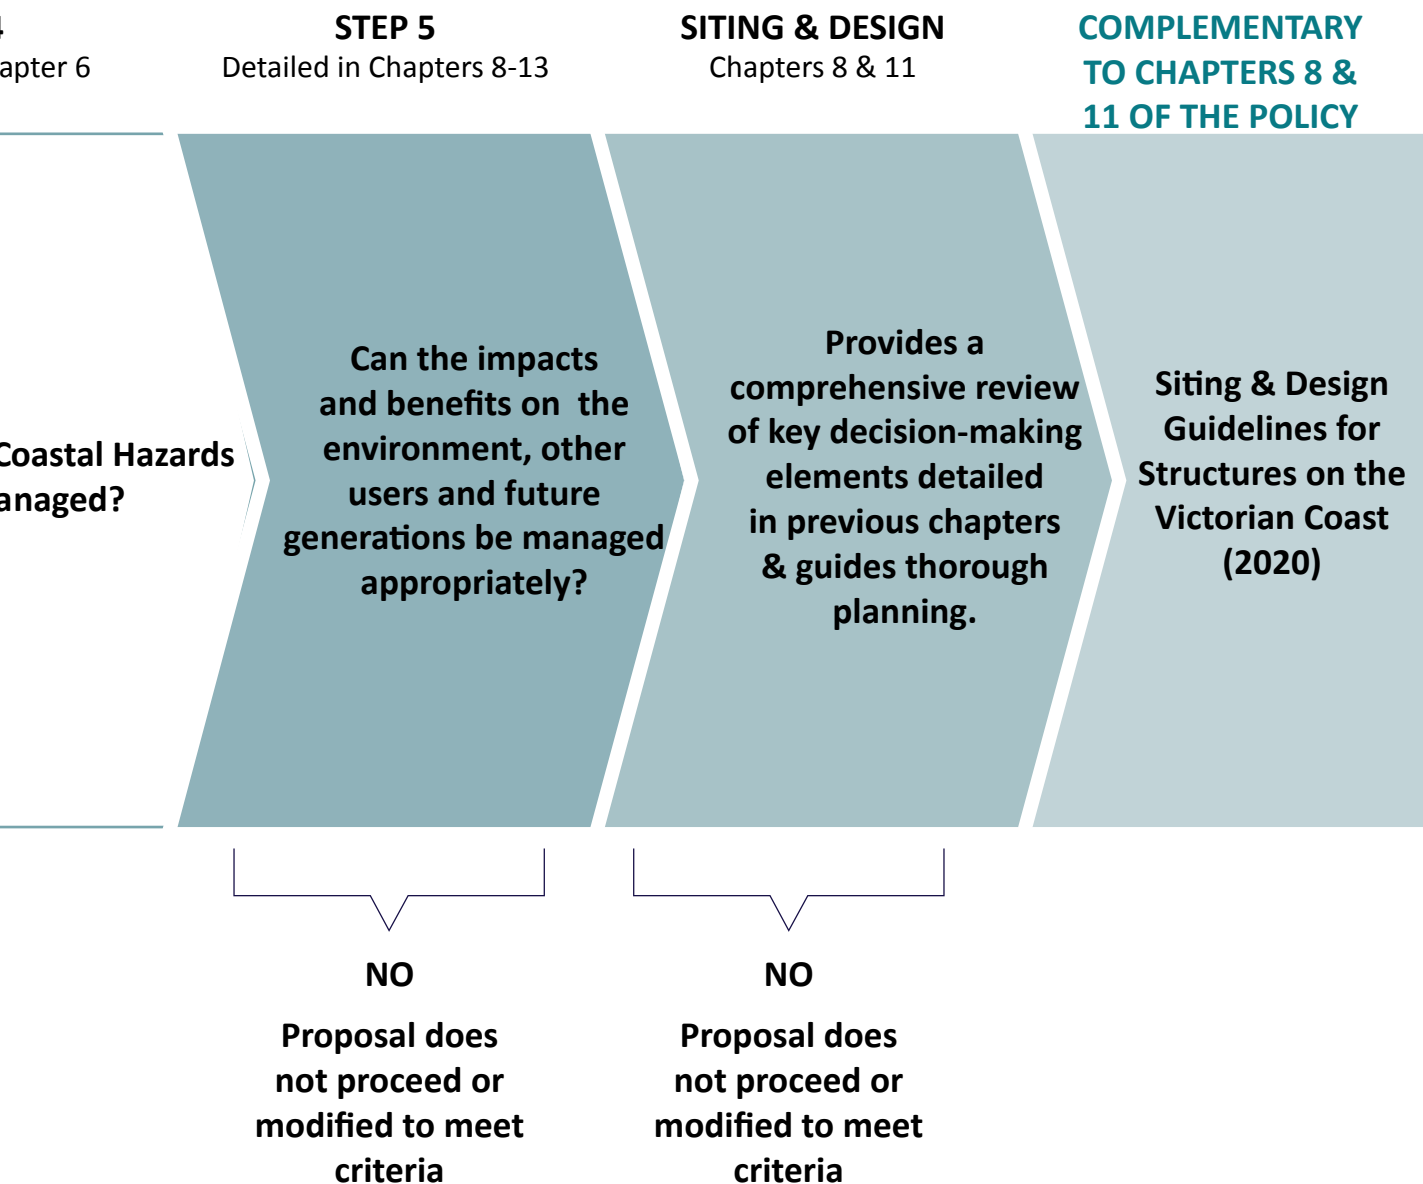 4
apter 6
Coastal Hazards
anaged?
STEP 5
Detailed in Chapters 8-13
Can the impacts
and benefits on the
environment, other
users and future
generations be managed
appropriately?
NO
Proposal does
not proceed or
modified to meet
criteria
SITING & DESIGN
Chapters 8 & 11
Provides a
comprehensive review
of key decision-making
elements detailed
in previous chapters
& guides thorough
planning.
NO
Proposal does
not proceed or
modified to meet
criteria
COMPLEMENTARY
TO CHAPTERS 8 &
11 OF THE POLICY
Siting & Design
Guidelines for
Structures on the
Victorian Coast
(2020)